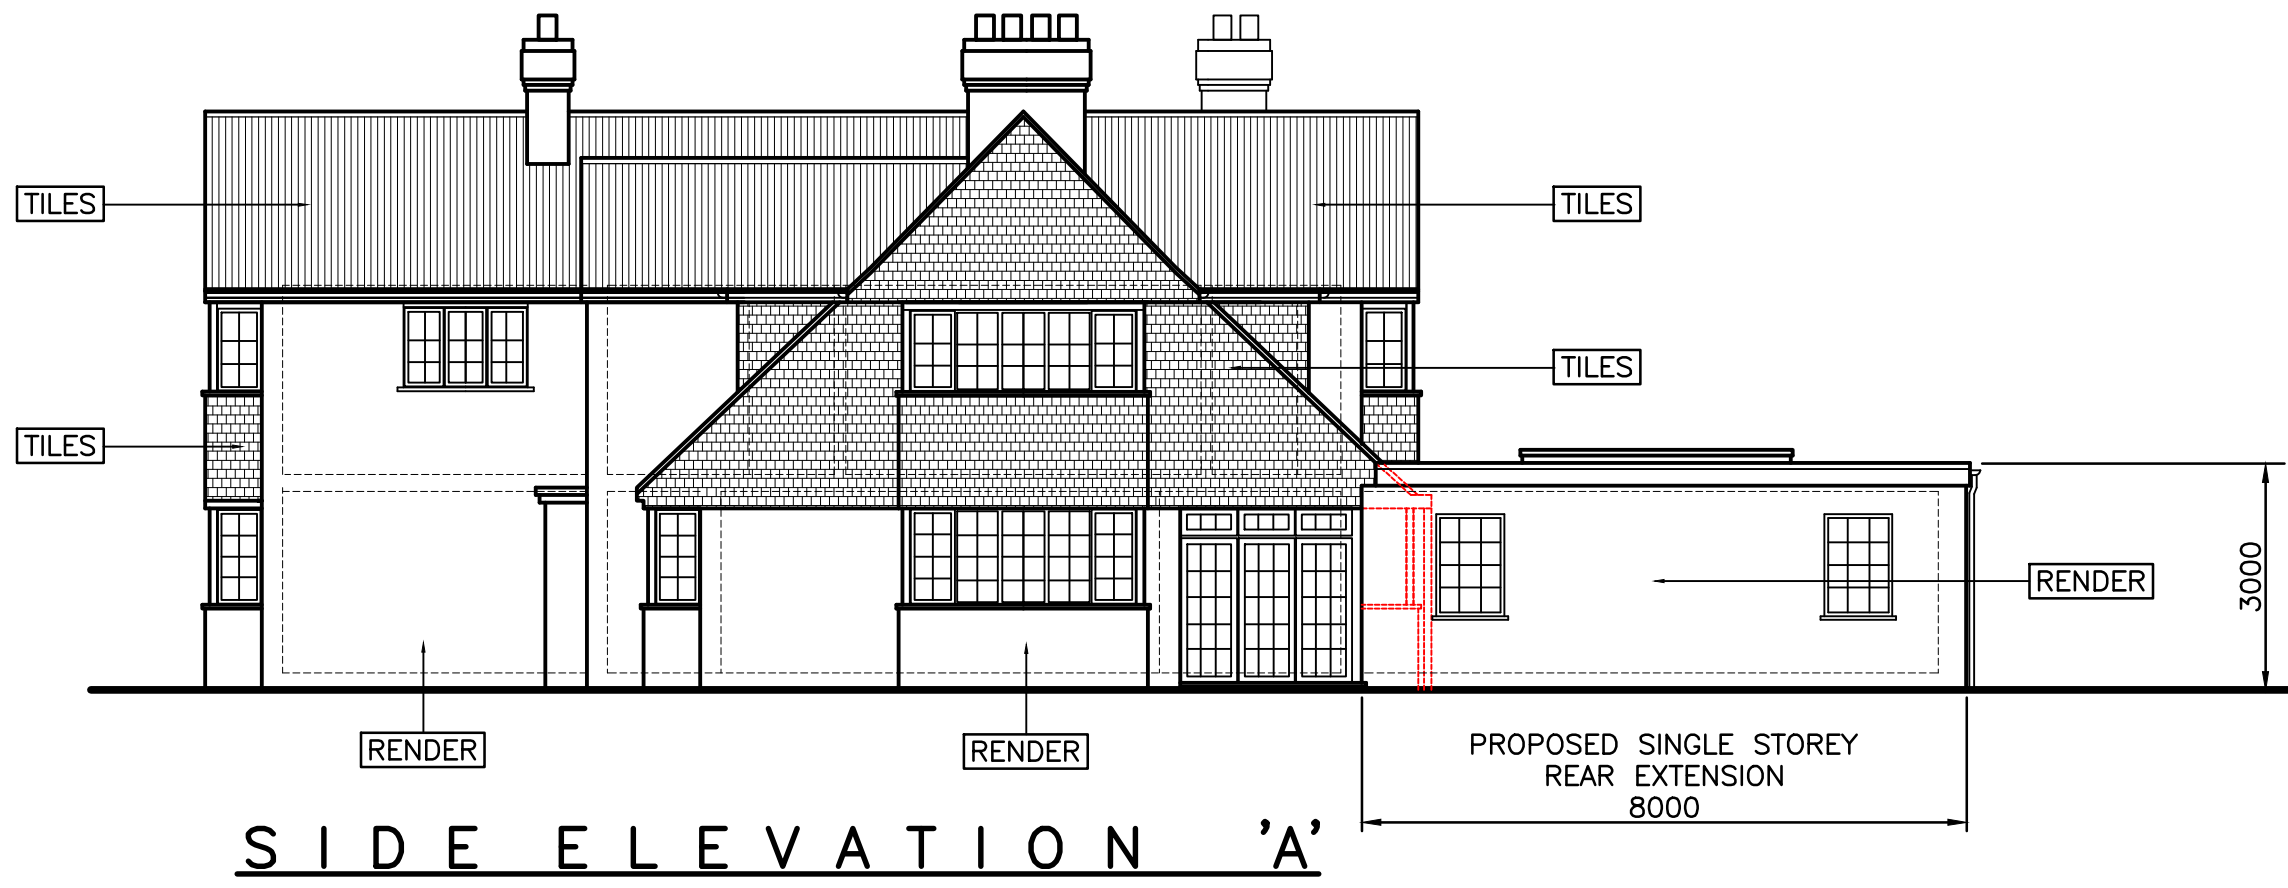 TILES
TILES
TILES
TILES
RENDER
3000
RENDER
RENDER
PROPOSED SINGLE STOREY
REAR EXTENSION
8000
SIDE ELEVATION 'A'